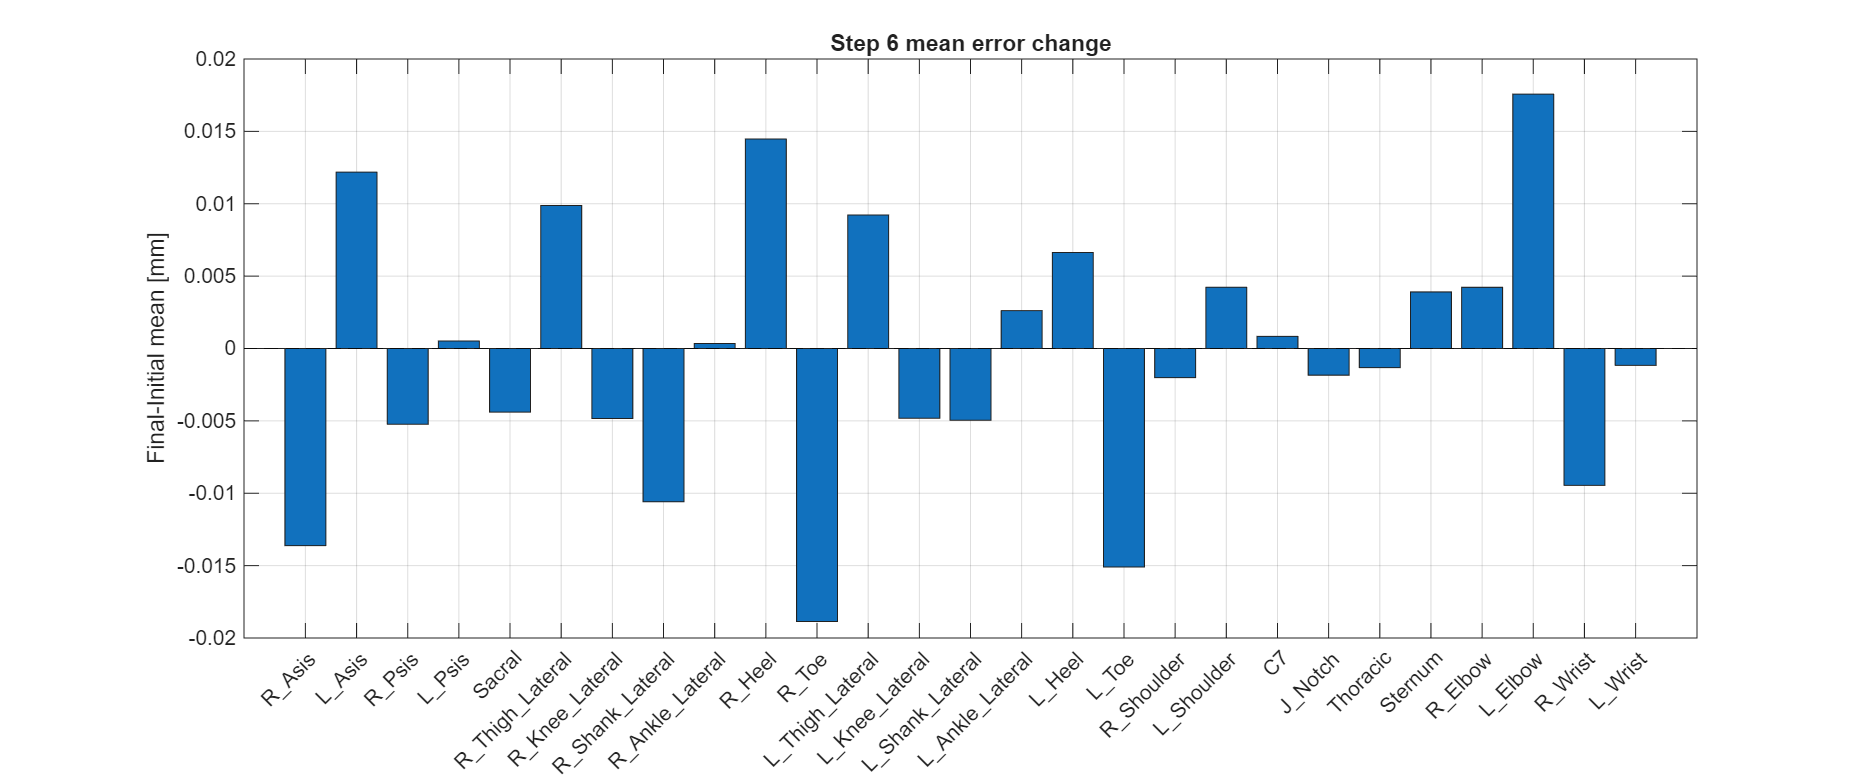 Step 6 mean error change
Final-Initial mean [mm]
0.02
0.015
0.01
0.005
0
-0.005
-0.01
-0.015
-0.02
R_Asis
L_Asis
R_Psis
L_Psis
Sacral
R_Thigh_Lateral
R_Knee_Lateral
R_Shank_Lateral
R_Ankle_Lateral
R_Heel
R_Toe
L_Thigh_Lateral
L_Knee_Lateral
L_Shank_Lateral
L_Ankle_Lateral
L_Heel
L_Toe
R_Shoulder
L_Shoulder
C7
J_Notch
Thoracic
Sternum
R_Elbow
L_Elbow
R_Wrist
L_Wrist